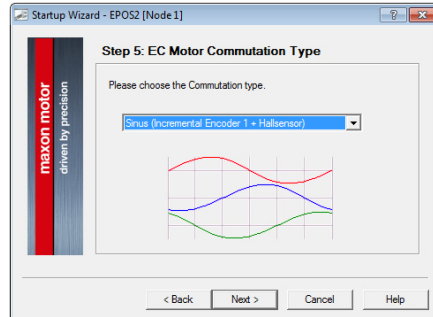 Startup Wizard - EPOS2 [Node 1]
Step 5: EC Motor Commutation Type
maxon motor
driven by precision
Please choose the Commutation type.
Sinus (Incremental Encoder 1 + Hallsensor)
< Back
Next >
Cancel
Help